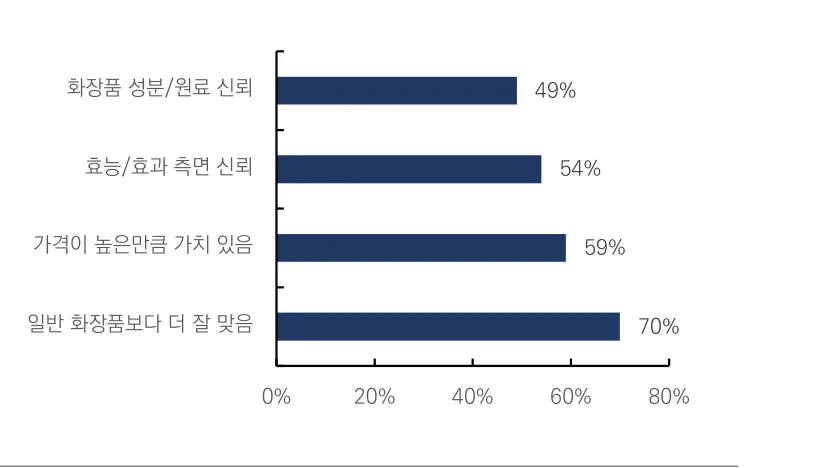 화장품 성분/원료 신뢰 49%
효능/효과 측면 신뢰 54%
가격이 높은만큼 가치 있음 59%
일반 화장품보다 더 잘 맞음 70%
0% 20% 40% 60% 80%